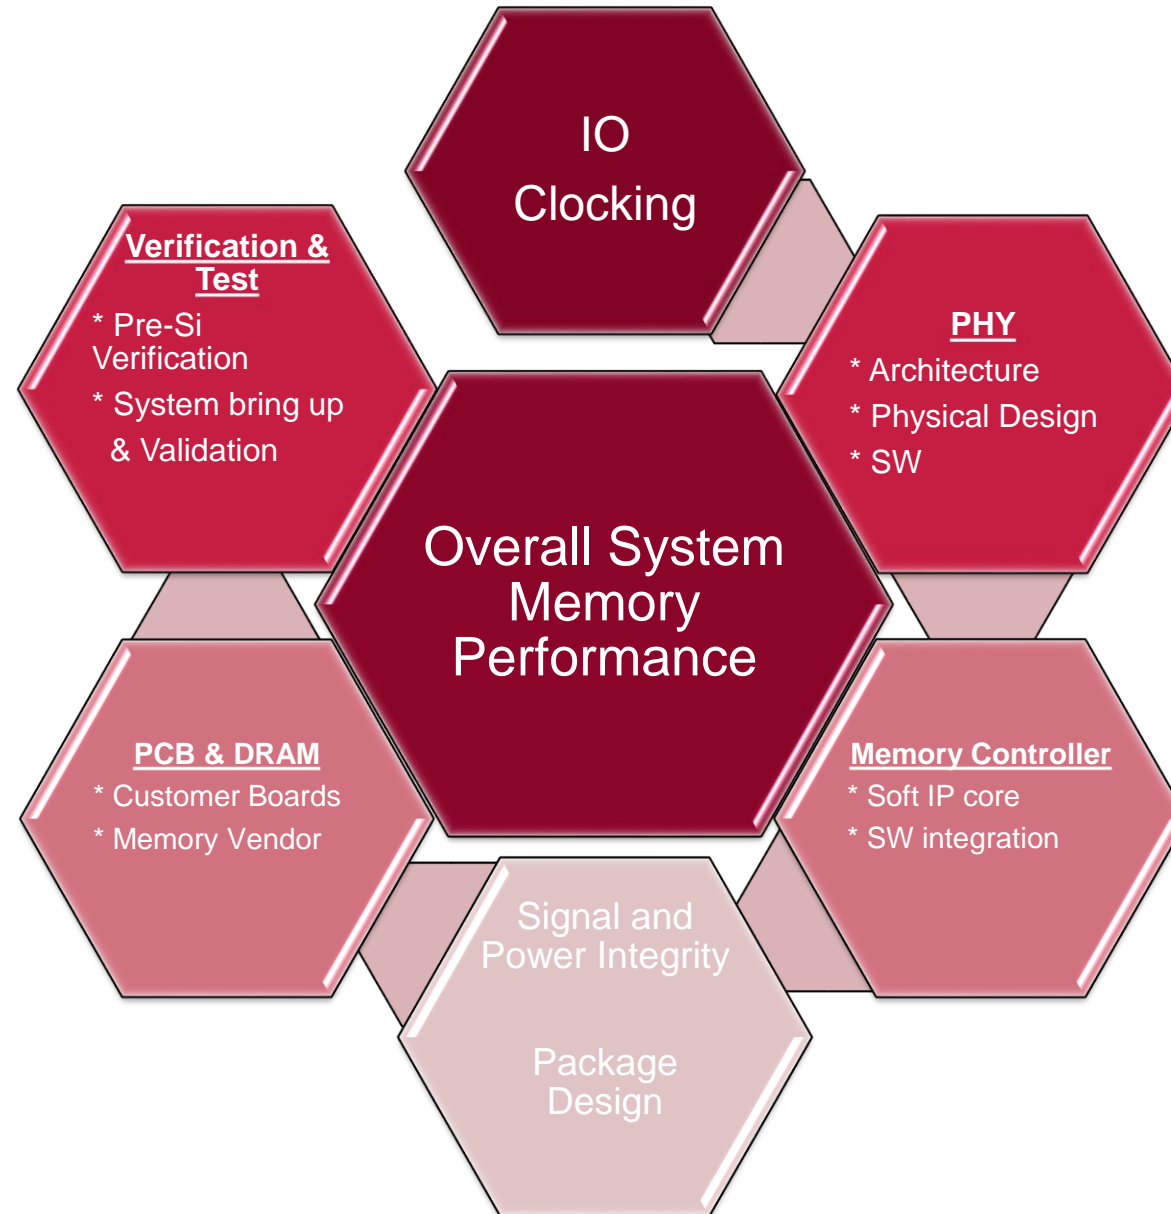 IO
Clocking
Verification &
Test
* Pre-Si
Verification
* System bring up
& Validation
PHY
* Architecture
* Physical Design
* SW
Overall System
Memory
Performance
PCB & DRAM
* Customer Boards
* Memory Vendor
Memory Controller
* Soft IP core
* SW integration
Signal and
Power Integrity
Package
Design